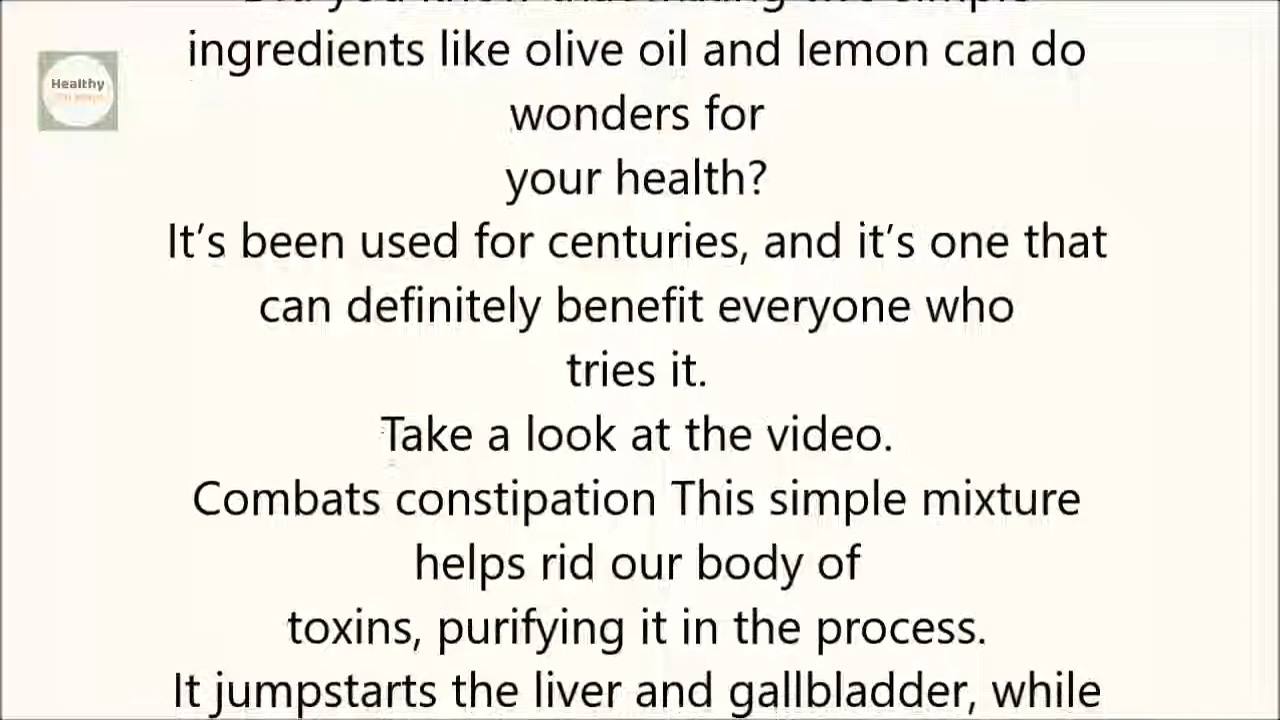 Healthy
ingredients like olive oil and lemon can do
wonders for
your health?
It’s been used for centuries, and it’s one that
can definitely benefit everyone who
tries it.
Take a look at the video.
Combats constipation This simple mixture
helps rid our body of
toxins, purifying it in the process.
It jumpstarts the liver and gallbladder, while